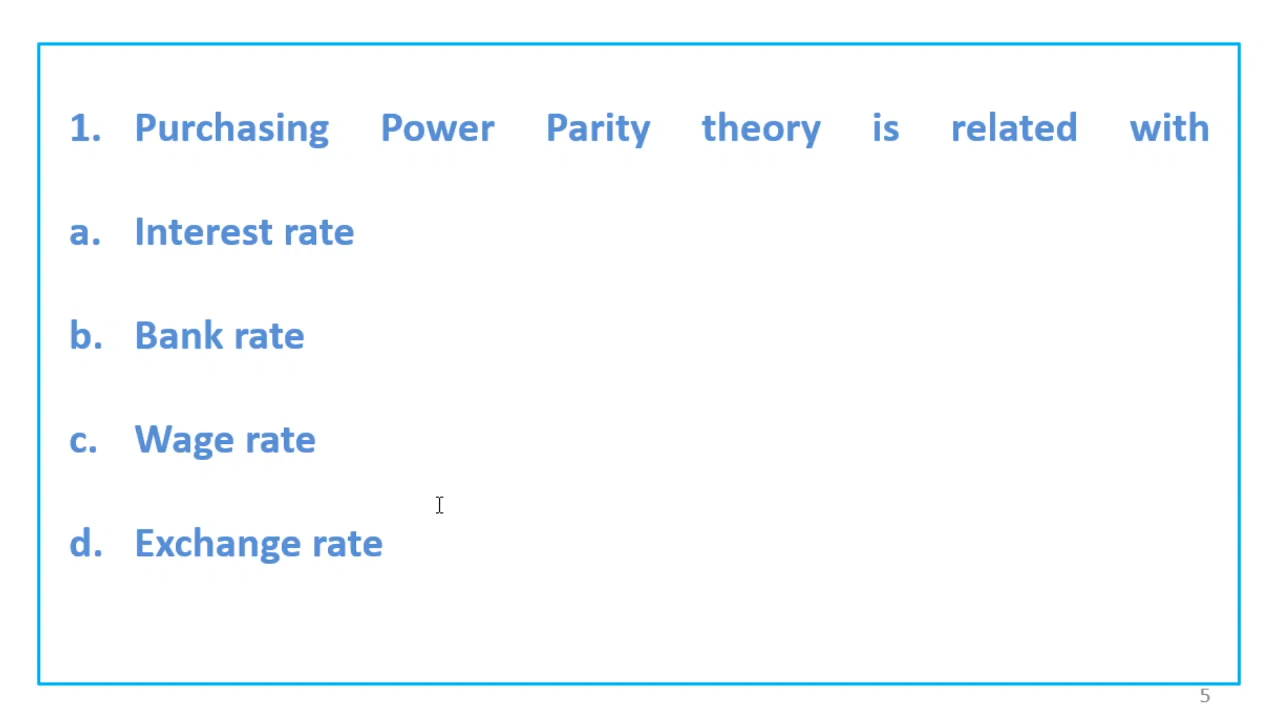 1. Purchasing Power Parity theory is related with
a. Interest rate
b. Bank rate
c. Wage rate
d. Exchange rate
5